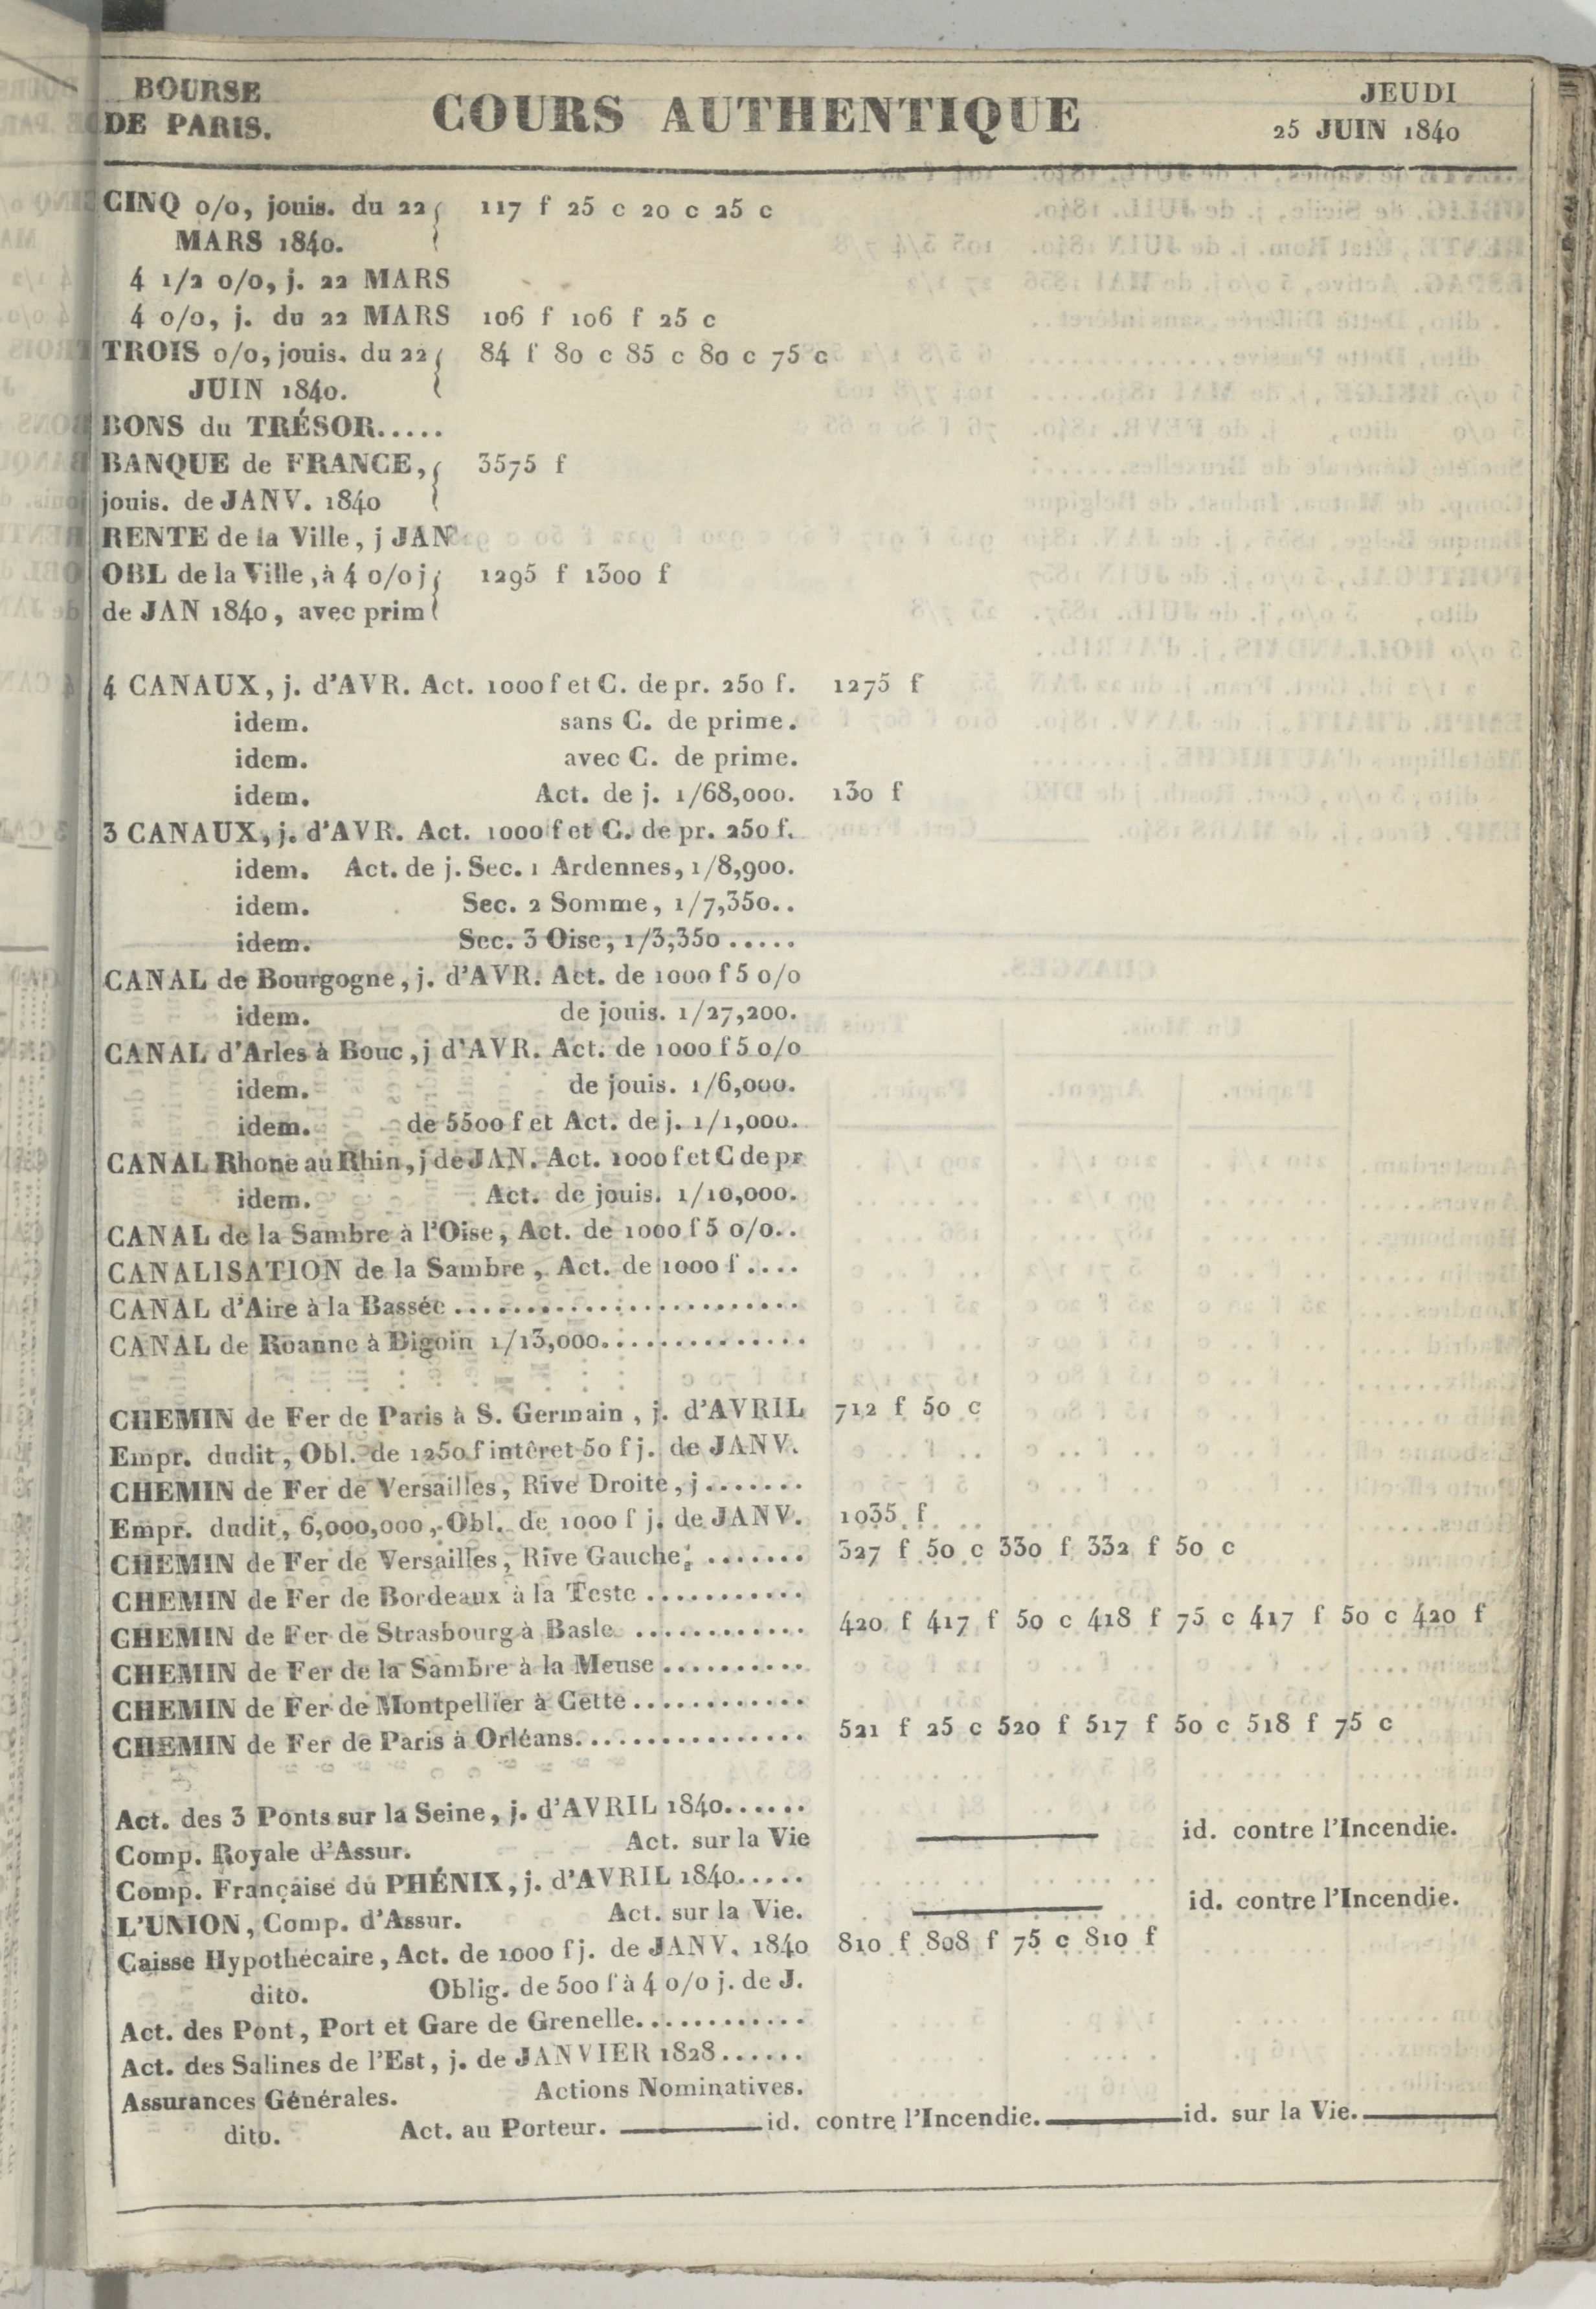 BOURSE
DE PARIS.
COURS AUTHENTIQUE
JEUDI
25 JUIN 1840
CINQ o/o, jouis. du 22 { 117 f 25 c 20 c 25 c
MARS 1840.
4 1/2 o/o, j. 22 MARS
4 o/o, j. du 22 MARS 106 f 106 f 25 c
TROIS o/o, jouis. du 22 { 84 f 80 c 85 c 80 c 75 c
JUIN 1840.
BONS du TRÉSOR.....
BANQUE de FRANCE, { 3575 f
jouis. de JANV. 1840
RENTE de la Ville, j JAN
OBL de la Ville, à 4 o/o j { 1295 f 1300 f
de JAN 1840, avec prim
4 CANAUX, j. d'AVR. Act. 1000 f et C. de pr. 250 f. 1275 f
idem. sans C. de prime.
idem. avec C. de prime.
idem. Act. de j. 1/68,000. 130 f
3 CANAUX, j. d'AVR. Act. 1000 f et C. de pr. 250 f.
idem. Act. de j. Sec. 1 Ardennes, 1/8,900.
idem. Sec. 2 Somme, 1/7,350..
idem. Sec. 3 Oise, 1/3,350.....
CANAL de Bourgogne, j. d'AVR. Act. de 1000 f 5 o/o
idem. de jouis. 1/27,200.
CANAL d'Arles à Bouc, j d'AVR. Act. de 1000 f 5 o/o
idem. de jouis. 1/6,000.
idem. de 5500 f et Act. de j. 1/1,000.
CANAL Rhone au Rhin, j de JAN. Act. 1000 f et C de pr
idem. Act. de jouis. 1/10,000.
CANAL de la Sambre à l'Oise, Act. de 1000 f 5 o/o..
CANALISATION de la Sambre, Act. de 1000 f....
CANAL d'Aire à la Bassée........................
CANAL de Roanne à Digoin 1/13,000..............
CHEMIN de Fer de Paris à S. Germain, j. d'AVRIL 712 f 50 c
Empr. dudit, Obl. de 1250 f intêret 50 f j. de JANV.
CHEMIN de Fer de Versailles, Rive Droite, j.......
Empr. dudit, 6,000,000, Obl. de 1000 f j. de JANV. 1035 f
CHEMIN de Fer de Versailles, Rive Gauche, ....... 327 f 50 c 330 f 332 f 50 c
CHEMIN de Fer de Bordeaux à la Teste...........
CHEMIN de Fer de Strasbourg à Basle ............ 420 f 417 f 50 c 418 f 75 c 417 f 50 c 420 f
CHEMIN de Fer de la Sambre à la Meuse..........
CHEMIN de Fer de Montpellier à Cette............
CHEMIN de Fer de Paris à Orléans................ 521 f 25 c 520 f 517 f 50 c 518 f 75 c
Act. des 3 Ponts sur la Seine, j. d'AVRIL 1840......
Comp. Royale d'Assur. Act. sur la Vie ——— id. contre l'Incendie.
Comp. Française du PHÉNIX, j. d'AVRIL 1840.....
L'UNION, Comp. d'Assur. Act. sur la Vie. ——— id. contre l'Incendie.
Caisse Hypothécaire, Act. de 1000 f j. de JANV. 1840 810 f 808 f 75 c 810 f
dito. Oblig. de 500 f à 4 o/o j. de J.
Act. des Pont, Port et Gare de Grenelle............
Act. des Salines de l'Est, j. de JANVIER 1828......
Assurances Générales. Actions Nominatives.
dito. Act. au Porteur. ——— id. contre l'Incendie. ——— id. sur la Vie. ———